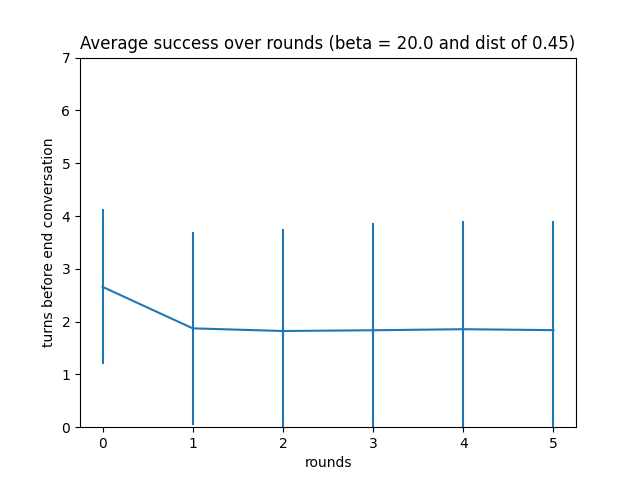 Average success over rounds (beta = 20.0 and dist of 0.45)
7
6
5
4
3
2
1
0
turns before end conversation
0 1 2 3 4 5
rounds